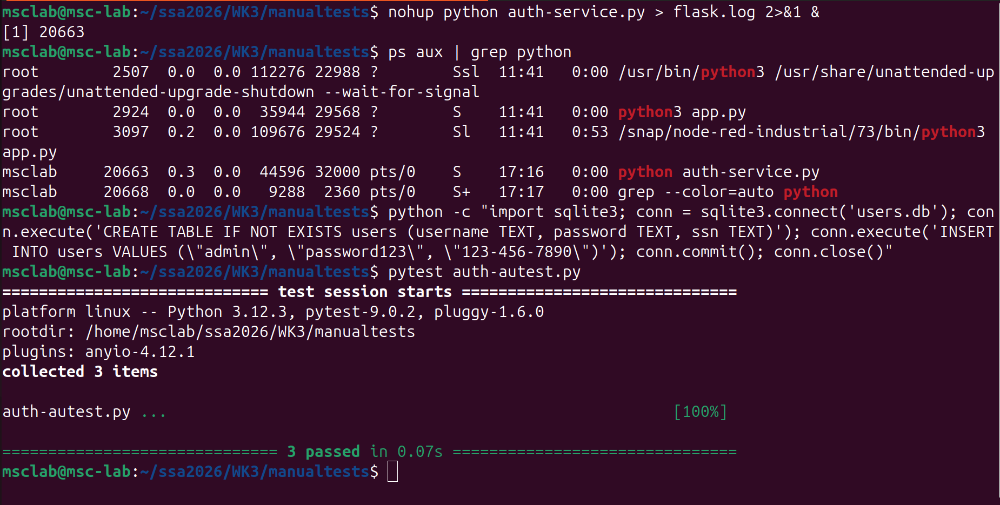 msclab@msc-lab:~/ssa2026/WK3/manualtests$ nohup python auth-service.py > flask.log 2>&1 &
[1] 20663
msclab@msc-lab:~/ssa2026/WK3/manualtests$ ps aux | grep python
root        2507  0.0  0.0 112276 22988 ?        Ssl  11:41   0:00 /usr/bin/python3 /usr/share/unattended-up
grades/unattended-upgrade-shutdown --wait-for-signal
root        2924  0.0  0.0  35944 29568 ?        S    11:41   0:00 python3 app.py
root        3097  0.2  0.0 109676 29524 ?        Sl   11:41   0:53 /snap/node-red-industrial/73/bin/python3
app.py
msclab     20663  0.3  0.0  44596 32000 pts/0    S    17:16   0:00 python auth-service.py
msclab     20668  0.0  0.0   9288  2360 pts/0    S+   17:17   0:00 grep --color=auto python
msclab@msc-lab:~/ssa2026/WK3/manualtests$ python -c "import sqlite3; conn = sqlite3.connect('users.db'); con
n.execute('CREATE TABLE IF NOT EXISTS users (username TEXT, password TEXT, ssn TEXT)'); conn.execute('INSERT
 INTO users VALUES (\"admin\", \"password123\", \"123-456-7890\")'); conn.commit(); conn.close()"
msclab@msc-lab:~/ssa2026/WK3/manualtests$ pytest auth-autest.py
============================= test session starts ==============================
platform linux -- Python 3.12.3, pytest-9.0.2, pluggy-1.6.0
rootdir: /home/msclab/ssa2026/WK3/manualtests
plugins: anyio-4.12.1
collected 3 items
auth-autest.py ...                                                       [100%]
============================== 3 passed in 0.07s ===============================
msclab@msc-lab:~/ssa2026/WK3/manualtests$